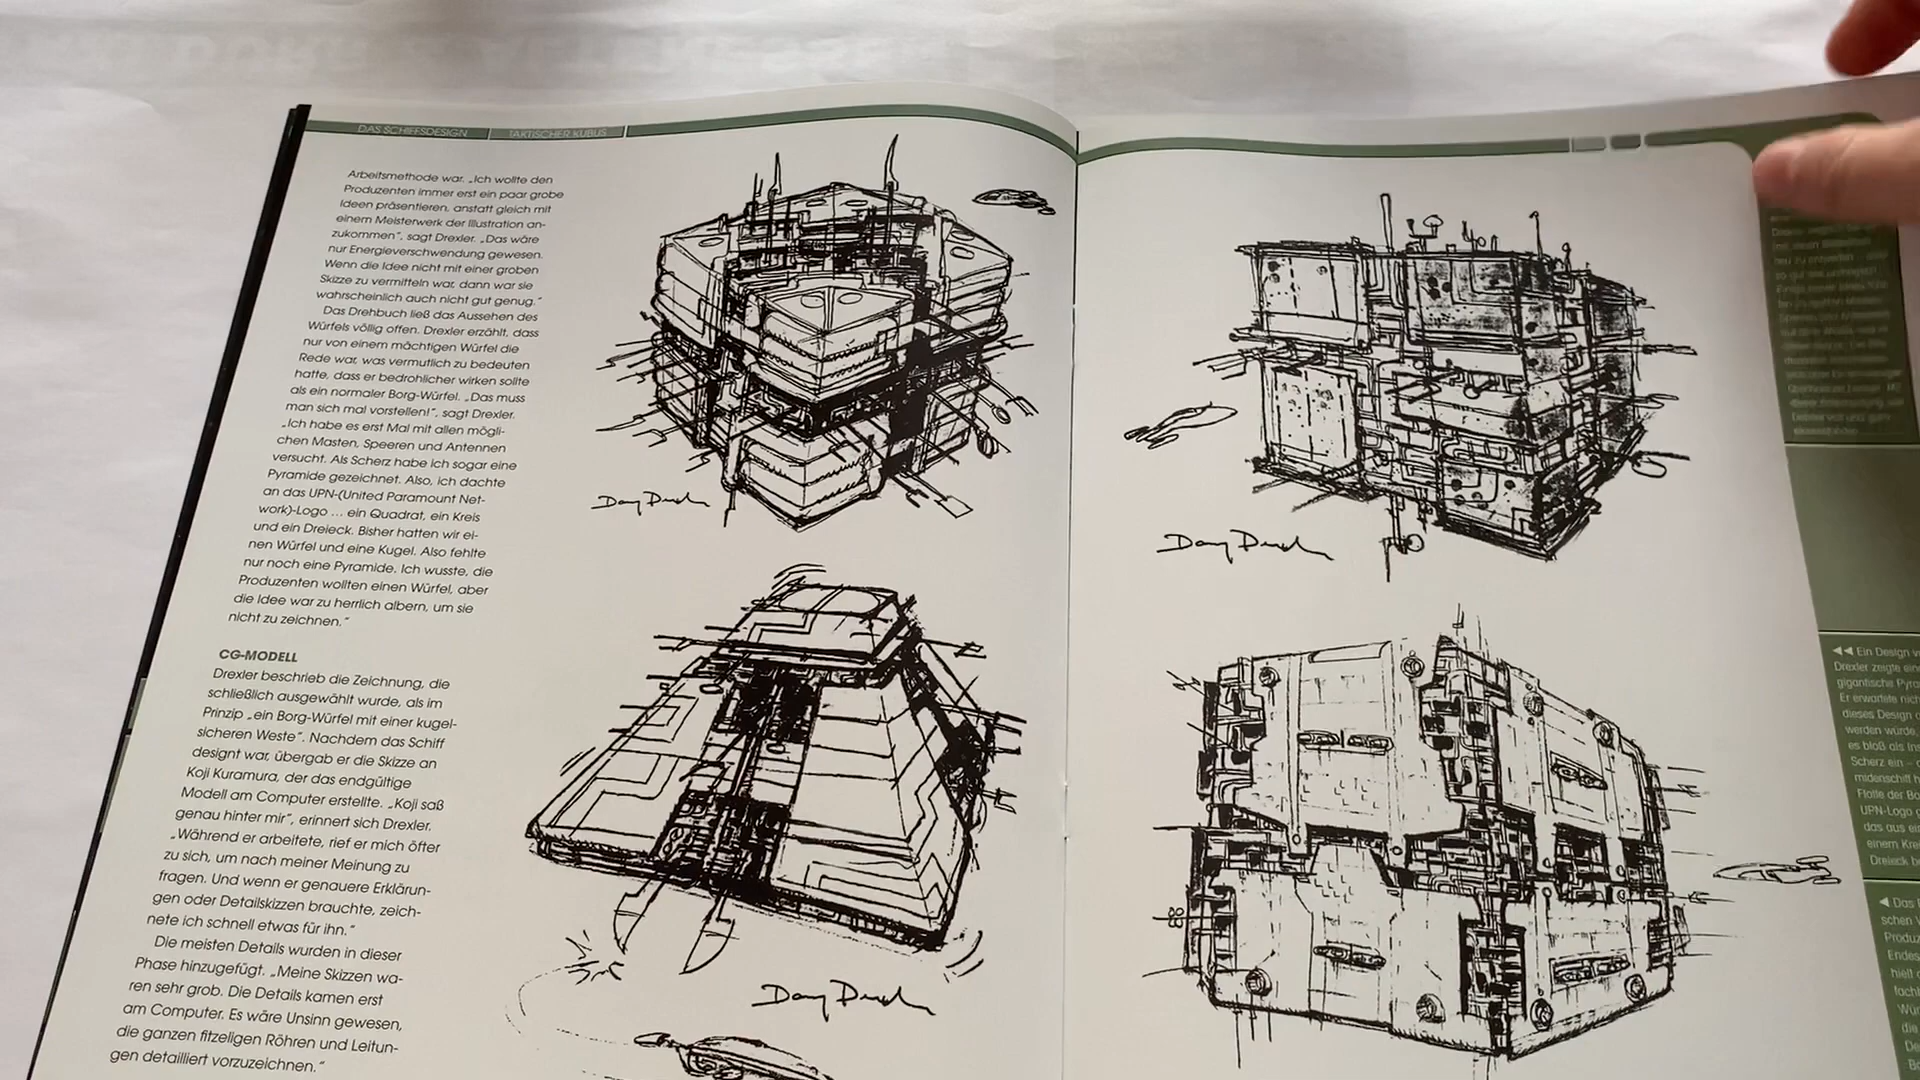 DAS SCHIFFSDESIGN
TAKTISCHER KUBUS
Arbeitsmethode war. „Ich wollte den
Produzenten immer erst ein paar grobe
Ideen präsentieren, anstatt gleich mit
einem Meisterwerk der Illustration an-
zukommen“, sagt Drexler. „Das wäre
nur Energieverschwendung gewesen.
Wenn die Idee nicht mit einer groben
Skizze zu vermitteln war, dann war sie
wahrscheinlich auch nicht gut genug.“
Das Drehbuch ließ das Aussehen des
Würfels völlig offen. Drexler erzählt, dass
nur von einem mächtigen Würfel die
Rede war, was vermutlich zu bedeuten
hatte, dass er bedrohlicher wirken sollte
als ein normaler Borg-Würfel. „Das muss
man sich mal vorstellen!“, sagt Drexler.
„Ich habe es erst Mal mit allen mögli-
chen Masten, Speeren und Antennen
versucht. Als Scherz habe ich sogar eine
Pyramide gezeichnet. Also, ich dachte
an das UPN-(United Paramount Net-
work)-Logo ... ein Quadrat, ein Kreis
und ein Dreieck. Bisher hatten wir ei-
nen Würfel und eine Kugel. Also fehlte
nur noch eine Pyramide. Ich wusste, die
Produzenten wollten einen Würfel, aber
die Idee war zu herrlich albern, um sie
nicht zu zeichnen.“
CG-MODELL
Drexler beschrieb die Zeichnung, die
schließlich ausgewählt wurde, als im
Prinzip „ein Borg-Würfel mit einer kugel-
sicheren Weste“. Nachdem das Schiff
designt war, übergab er die Skizze an
Koji Kuramura, der das endgültige
Modell am Computer erstellte. „Koji saß
genau hinter mir“, erinnert sich Drexler.
„Während er arbeitete, rief er mich öfter
zu sich, um nach meiner Meinung zu
fragen. Und wenn er genauere Erklärun-
gen oder Detailskizzen brauchte, zeich-
nete ich schnell etwas für ihn.“
Die meisten Details wurden in dieser
Phase hinzugefügt. „Meine Skizzen wa-
ren sehr grob. Die Details kamen erst
am Computer. Es wäre Unsinn gewesen,
die ganzen fitzeligen Röhren und Leitun-
gen detailliert vorzuzeichnen.“
Ein Design
Drexler zeigte
gigantische
Er erwartete
dieses Design
werden würde,
es bloß als
Scherz ein –
Flotte der
UPN-Logo
das aus
einem
Dreieck
Das